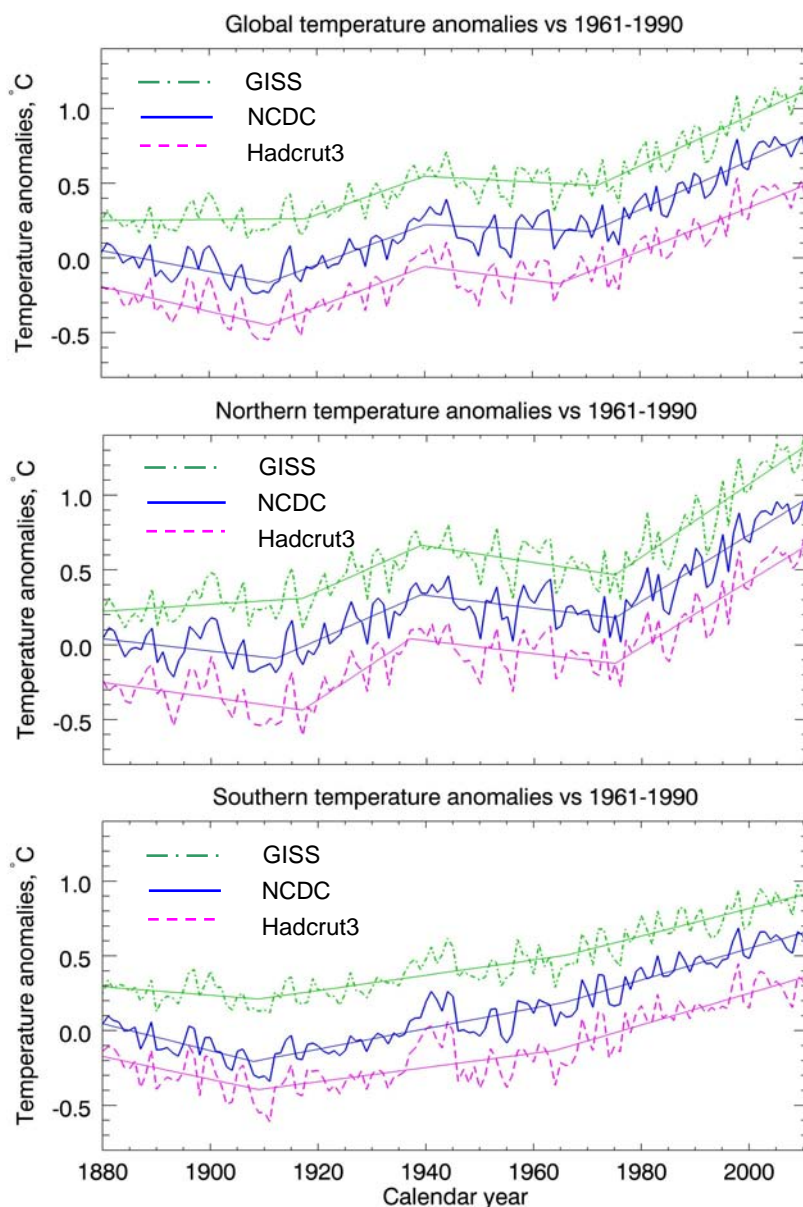 Global temperature anomalies vs 1961-1990
Temperature anomalies, °C
1.0
0.5
0.0
-0.5
GISS
NCDC
Hadcrut3
Northern temperature anomalies vs 1961-1990
Temperature anomalies, °C
1.0
0.5
0.0
-0.5
GISS
NCDC
Hadcrut3
Southern temperature anomalies vs 1961-1990
Temperature anomalies, °C
1.0
0.5
0.0
-0.5
GISS
NCDC
Hadcrut3
1880 1900 1920 1940 1960 1980 2000
Calendar year